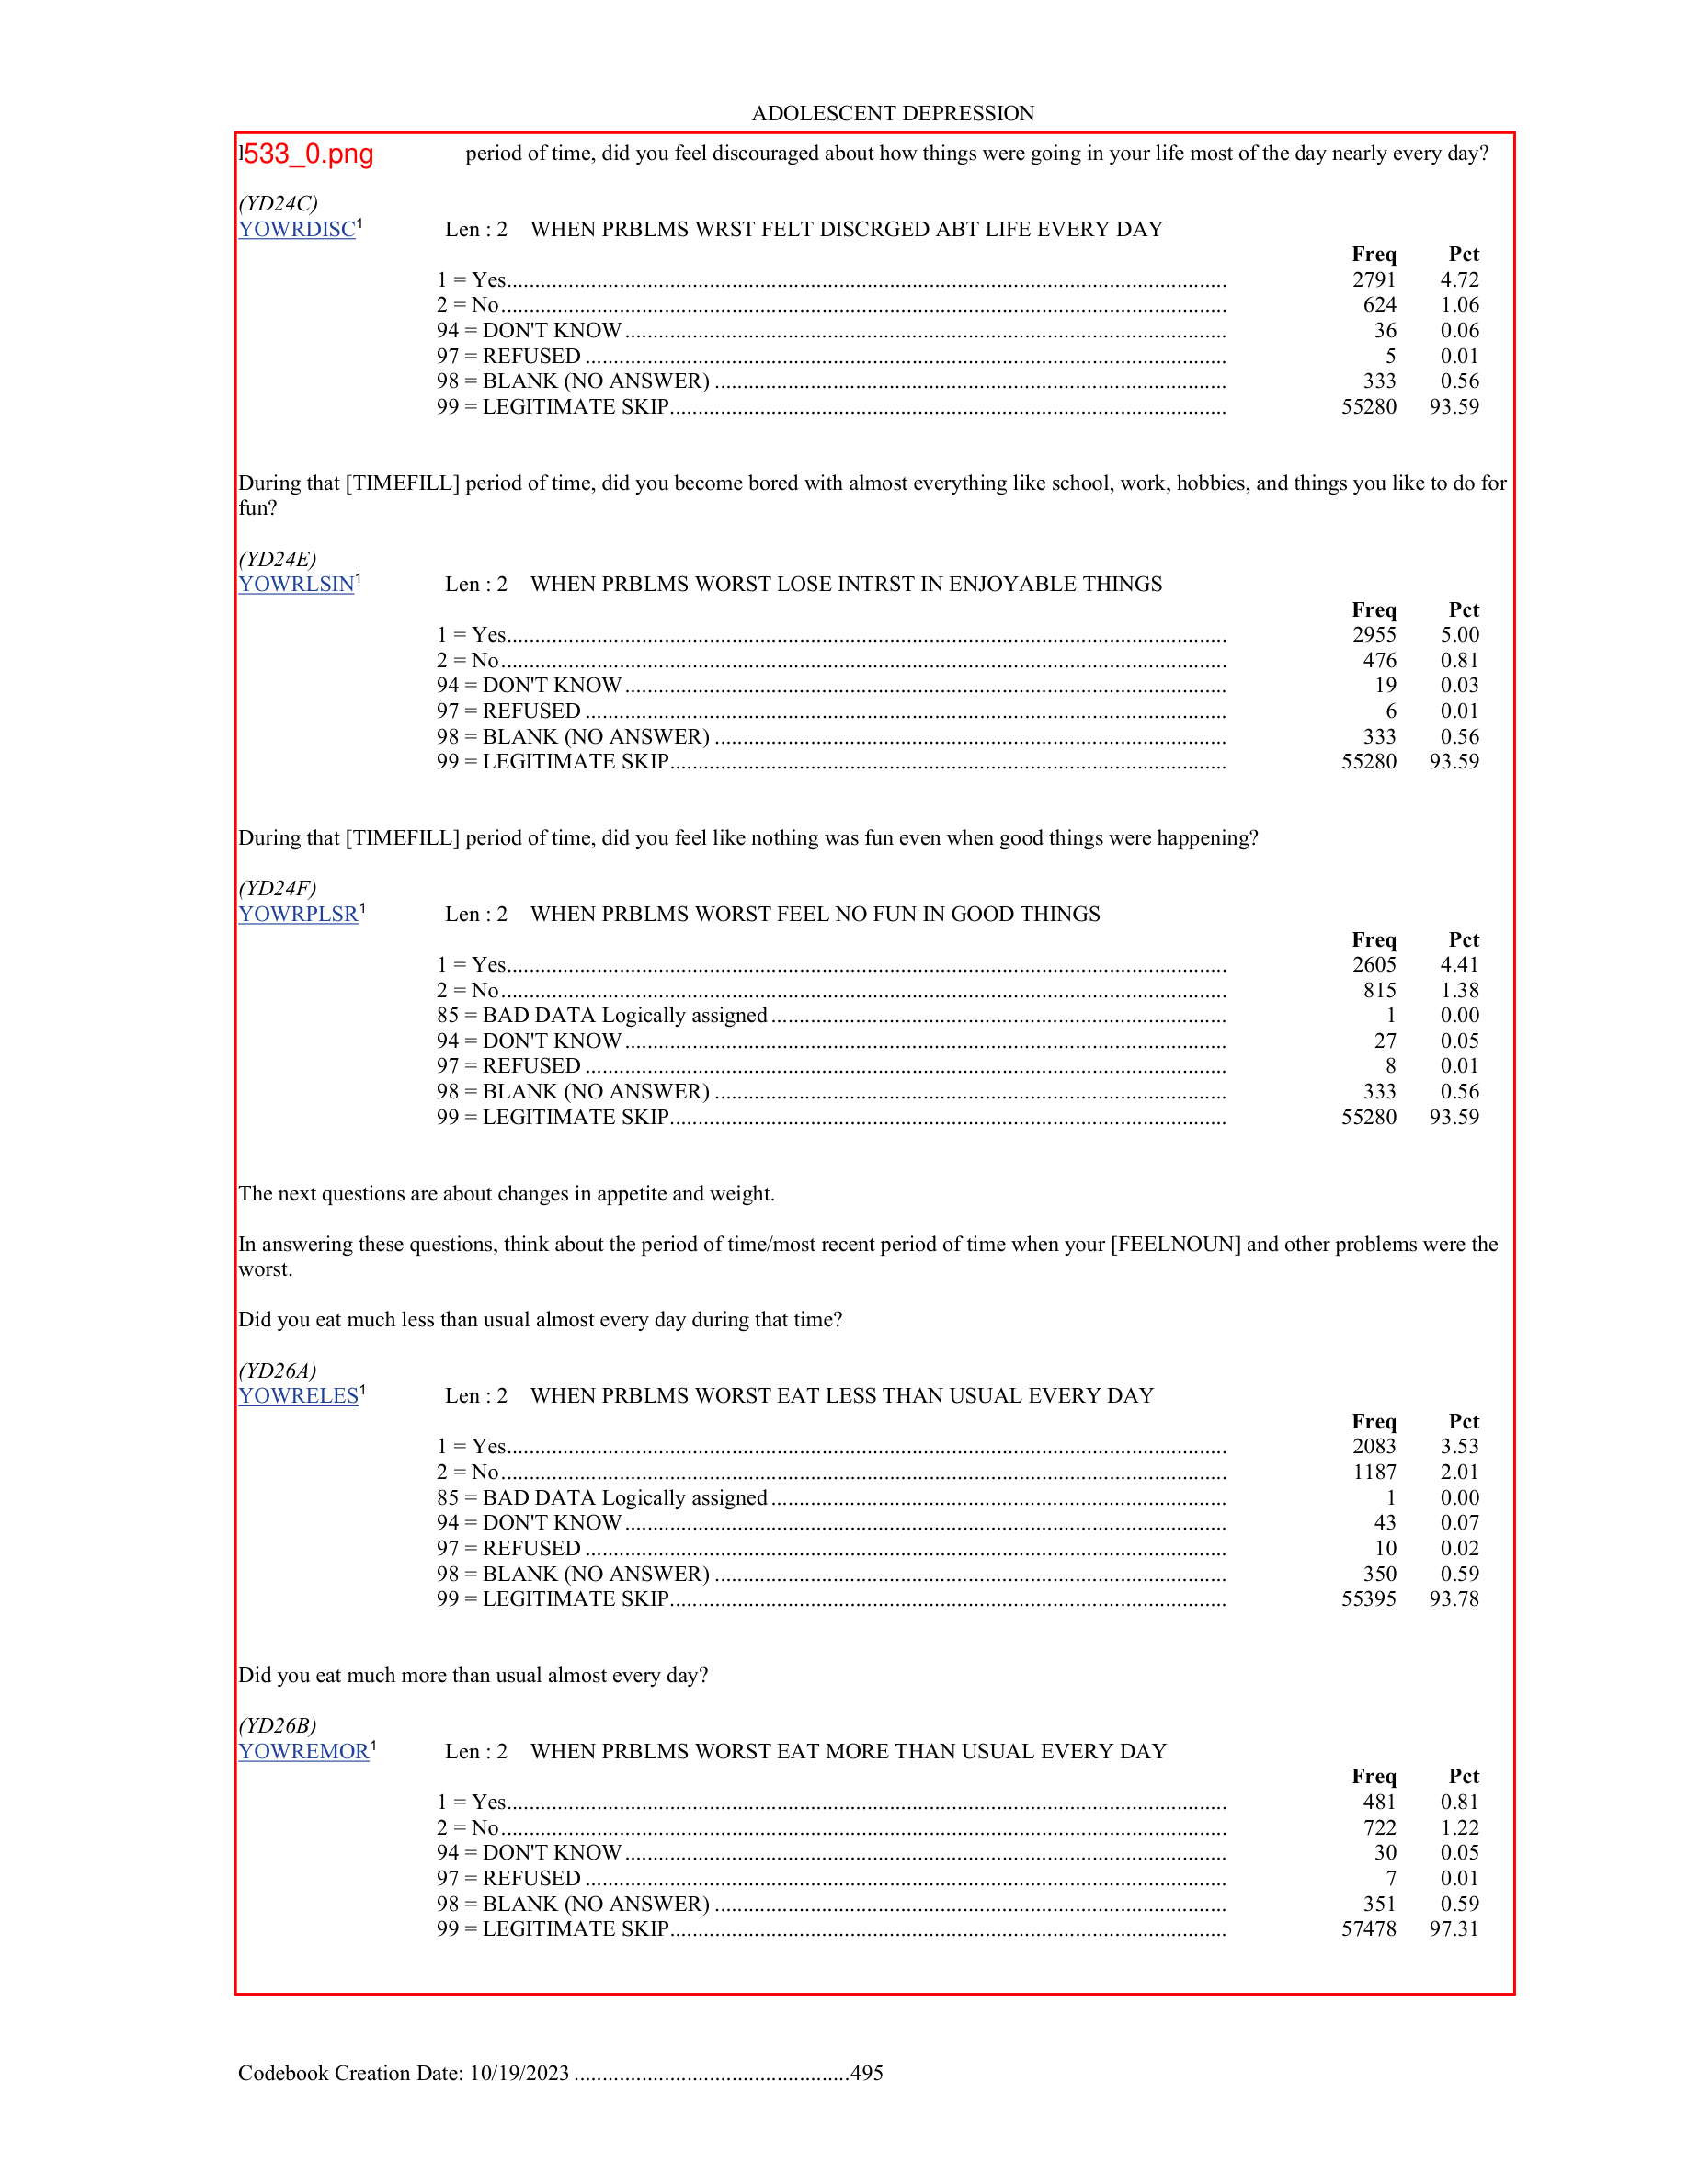 ADOLESCENT DEPRESSION
533_0.png period of time, did you feel discouraged about how things were going in your life most of the day nearly every day?
(YD24C)
YOWRDISC¹ Len : 2 WHEN PRBLMS WRST FELT DISCRGED ABT LIFE EVERY DAY
Freq Pct
1 = Yes 2791 4.72
2 = No 624 1.06
94 = DON'T KNOW 36 0.06
97 = REFUSED 5 0.01
98 = BLANK (NO ANSWER) 333 0.56
99 = LEGITIMATE SKIP 55280 93.59
During that [TIMEFILL] period of time, did you become bored with almost everything like school, work, hobbies, and things you like to do for
fun?
(YD24E)
YOWRLSIN¹ Len : 2 WHEN PRBLMS WORST LOSE INTRST IN ENJOYABLE THINGS
Freq Pct
1 = Yes 2955 5.00
2 = No 476 0.81
94 = DON'T KNOW 19 0.03
97 = REFUSED 6 0.01
98 = BLANK (NO ANSWER) 333 0.56
99 = LEGITIMATE SKIP 55280 93.59
During that [TIMEFILL] period of time, did you feel like nothing was fun even when good things were happening?
(YD24F)
YOWRPLSR¹ Len : 2 WHEN PRBLMS WORST FEEL NO FUN IN GOOD THINGS
Freq Pct
1 = Yes 2605 4.41
2 = No 815 1.38
85 = BAD DATA Logically assigned 1 0.00
94 = DON'T KNOW 27 0.05
97 = REFUSED 8 0.01
98 = BLANK (NO ANSWER) 333 0.56
99 = LEGITIMATE SKIP 55280 93.59
The next questions are about changes in appetite and weight.
In answering these questions, think about the period of time/most recent period of time when your [FEELNOUN] and other problems were the
worst.
Did you eat much less than usual almost every day during that time?
(YD26A)
YOWRELES¹ Len : 2 WHEN PRBLMS WORST EAT LESS THAN USUAL EVERY DAY
Freq Pct
1 = Yes 2083 3.53
2 = No 1187 2.01
85 = BAD DATA Logically assigned 1 0.00
94 = DON'T KNOW 43 0.07
97 = REFUSED 10 0.02
98 = BLANK (NO ANSWER) 350 0.59
99 = LEGITIMATE SKIP 55395 93.78
Did you eat much more than usual almost every day?
(YD26B)
YOWREMOR¹ Len : 2 WHEN PRBLMS WORST EAT MORE THAN USUAL EVERY DAY
Freq Pct
1 = Yes 481 0.81
2 = No 722 1.22
94 = DON'T KNOW 30 0.05
97 = REFUSED 7 0.01
98 = BLANK (NO ANSWER) 351 0.59
99 = LEGITIMATE SKIP 57478 97.31
Codebook Creation Date: 10/19/2023 495